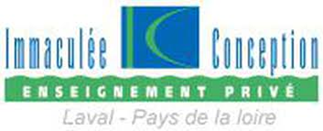 Immaculée Conception
ENSEIGNEMENT PRIVÉ
Laval - Pays de la loire